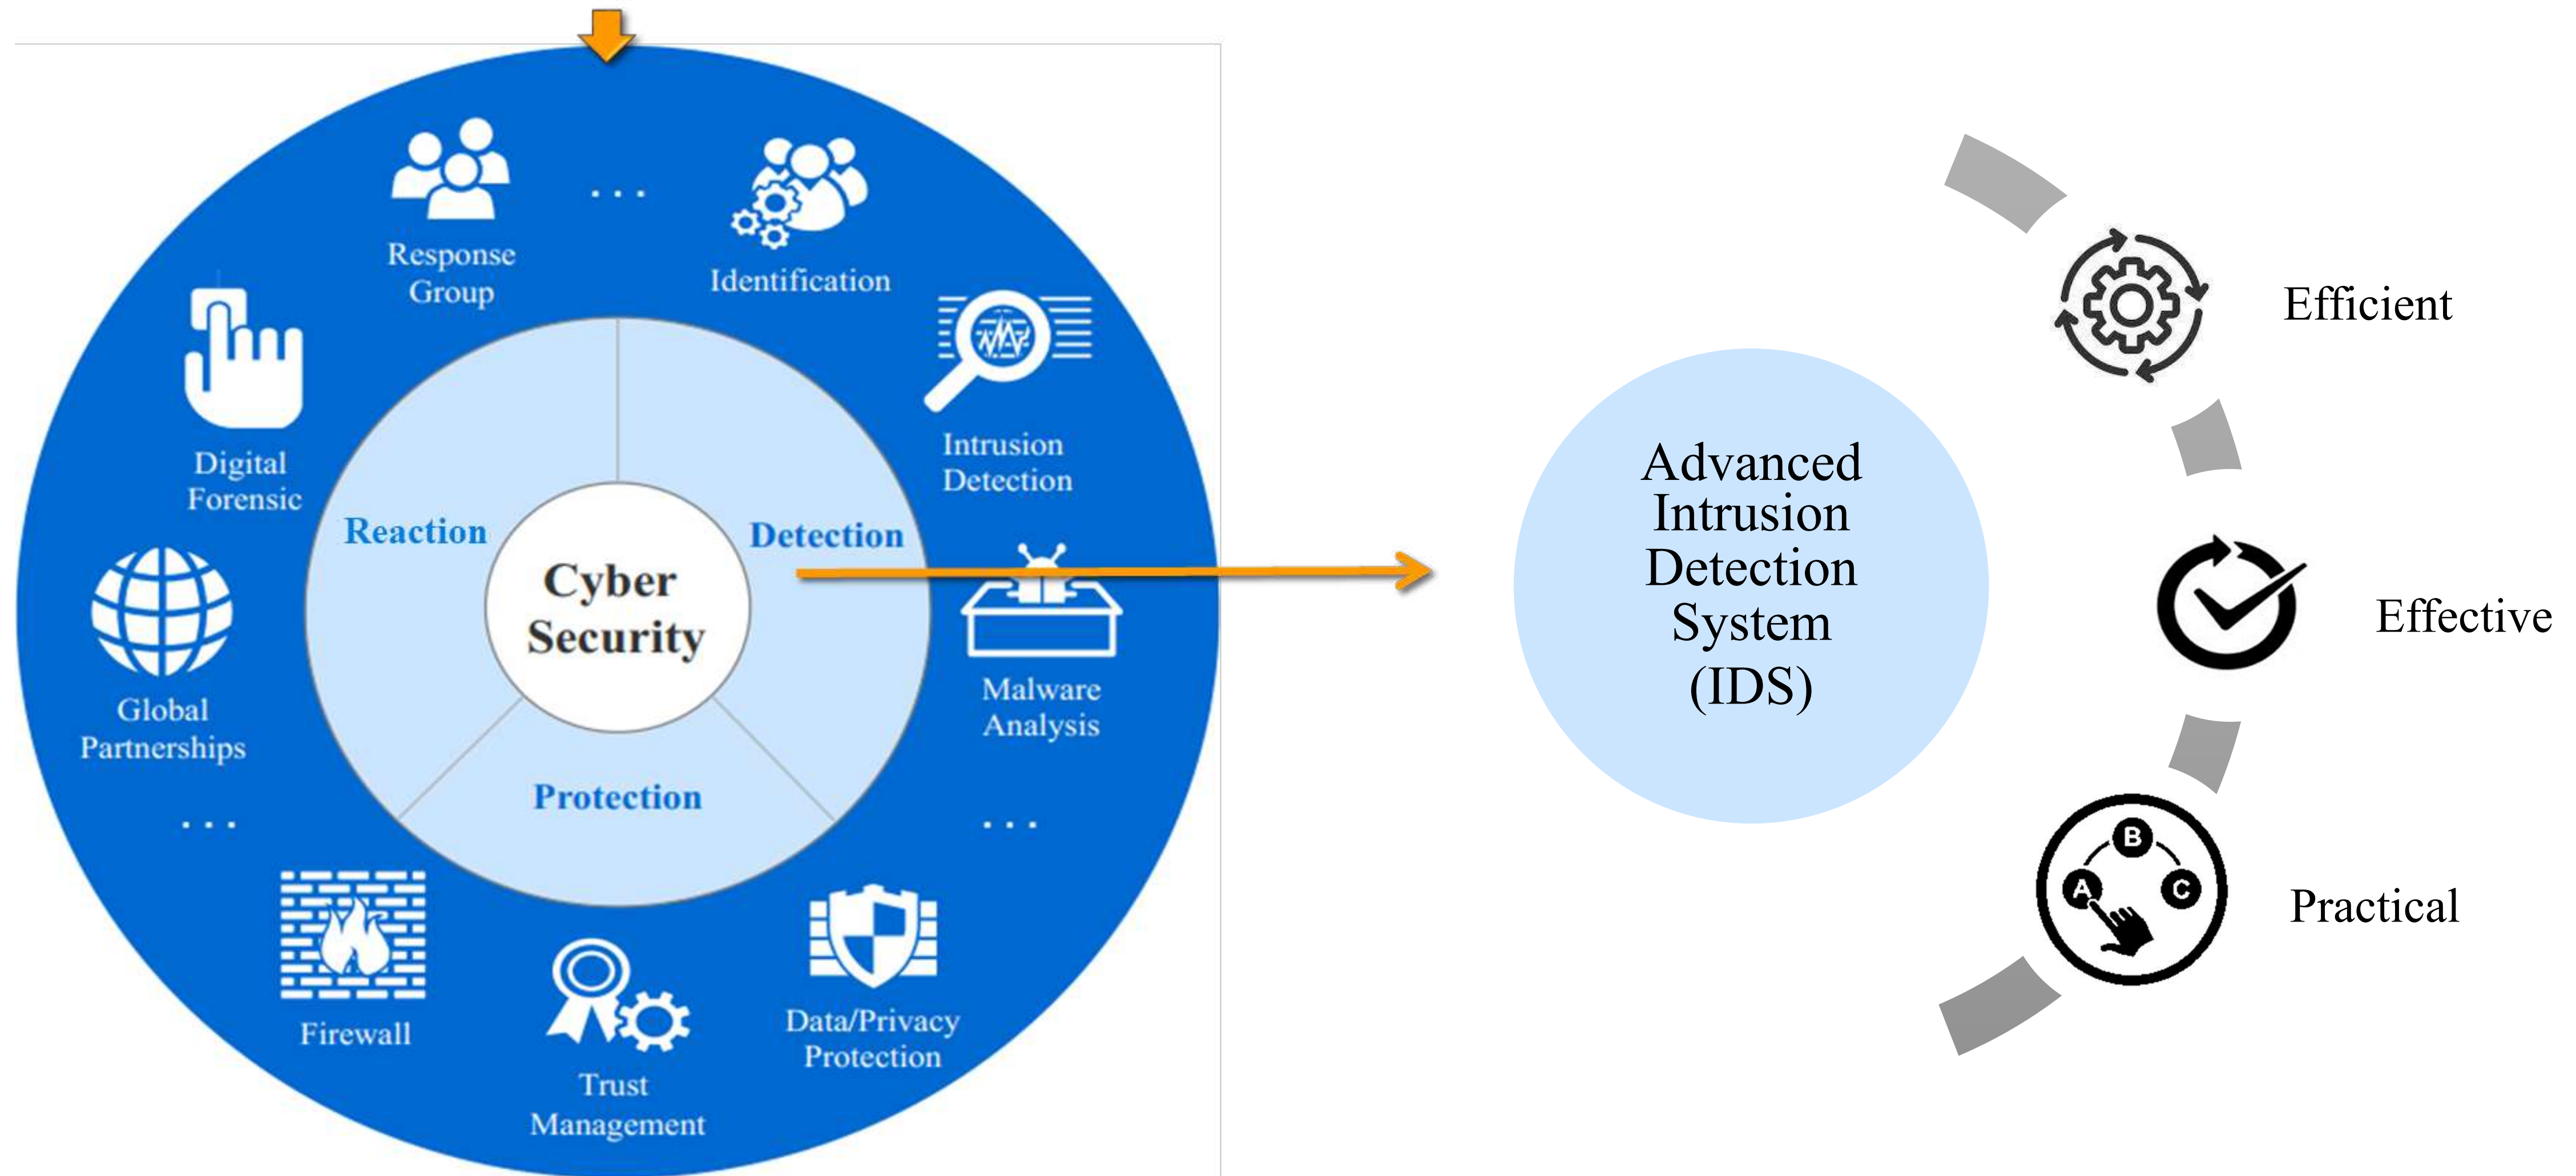 Response
Group
. . .
Identification
Digital
Forensic
Intrusion
Detection
Reaction
Detection
Cyber
Security
Global
Partnerships
Malware
Analysis
Protection
. . .
. . .
Firewall
Trust
Management
Data/Privacy
Protection
Advanced
Intrusion
Detection
System
(IDS)
Efficient
Effective
B
A
C
Practical